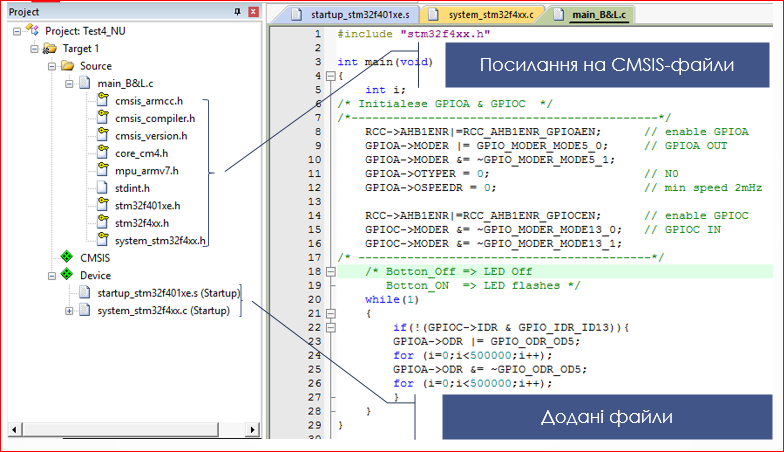 Project
Project: Test4_NU
Target 1
Source
main_B&L.c
cmsis_armcc.h
cmsis_compiler.h
cmsis_version.h
core_cm4.h
mpu_armv7.h
stdint.h
stm32f401xe.h
stm32f4xx.h
system_stm32f4xx.h
CMSIS
Device
startup_stm32f401xe.s (Startup)
system_stm32f4xx.c (Startup)
startup_stm32f401xe.s system_stm32f4xx.c main_B&L.c
1 #include "stm32f4xx.h"
2
3 int main(void)
4 {
5 int i;
6 /* Initialese GPIOA & GPIOC */
7 /*--------------------------------------------*/
8 RCC->AHB1ENR|=RCC_AHB1ENR_GPIOAEN; // enable GPIOA
9 GPIOA->MODER |= GPIO_MODER_MODE5_0; // GPIOA OUT
10 GPIOA->MODER &= ~GPIO_MODER_MODE5_1;
11 GPIOA->OTYPER = 0; // N0
12 GPIOA->OSPEEDR = 0; // min speed 2mHz
13
14 RCC->AHB1ENR|=RCC_AHB1ENR_GPIOCEN; // enable GPIOC
15 GPIOC->MODER &= ~GPIO_MODER_MODE13_0; // GPIOC IN
16 GPIOC->MODER &= ~GPIO_MODER_MODE13_1;
17 /* ------------------------------------------*/
18 /* Botton_Off => LED Off
19 Botton_ON => LED flashes */
20 while(1)
21 {
22 if(!(GPIOC->IDR & GPIO_IDR_ID13)){
23 GPIOA->ODR |= GPIO_ODR_OD5;
24 for (i=0;i<500000;i++);
25 GPIOA->ODR &= ~GPIO_ODR_OD5;
26 for (i=0;i<500000;i++);
27 }
28 }
29 }
30
Посилання на CMSIS-файли
Додані файли